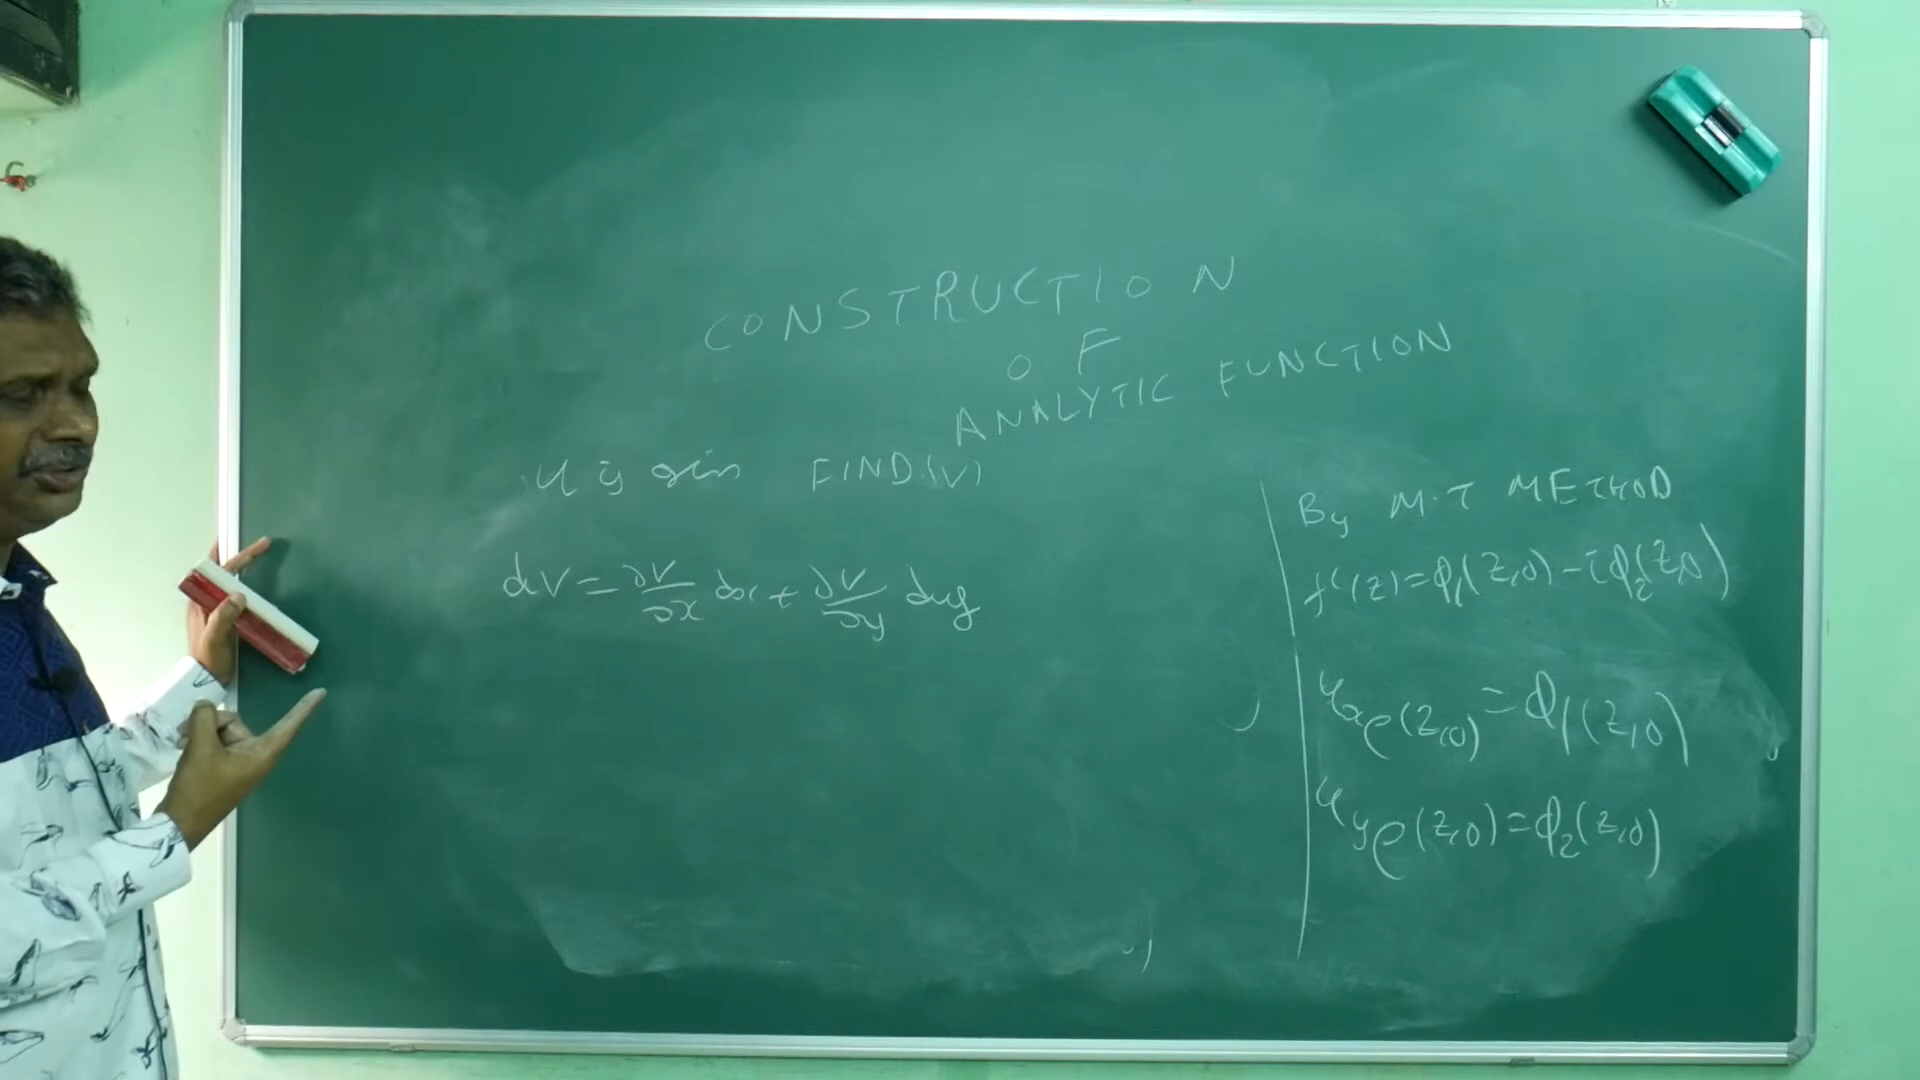 CONSTRUCTION
OF
ANALYTIC FUNCTION
u is given FIND (V)
dv = ∂v/∂x dx + ∂v/∂y dy
By M.T METHOD
f'(z) = φ₁(z,0) - iφ₂(z,0)
uₓ @ (z,0) = φ₁(z,0)
u_y @ (z,0) = φ₂(z,0)